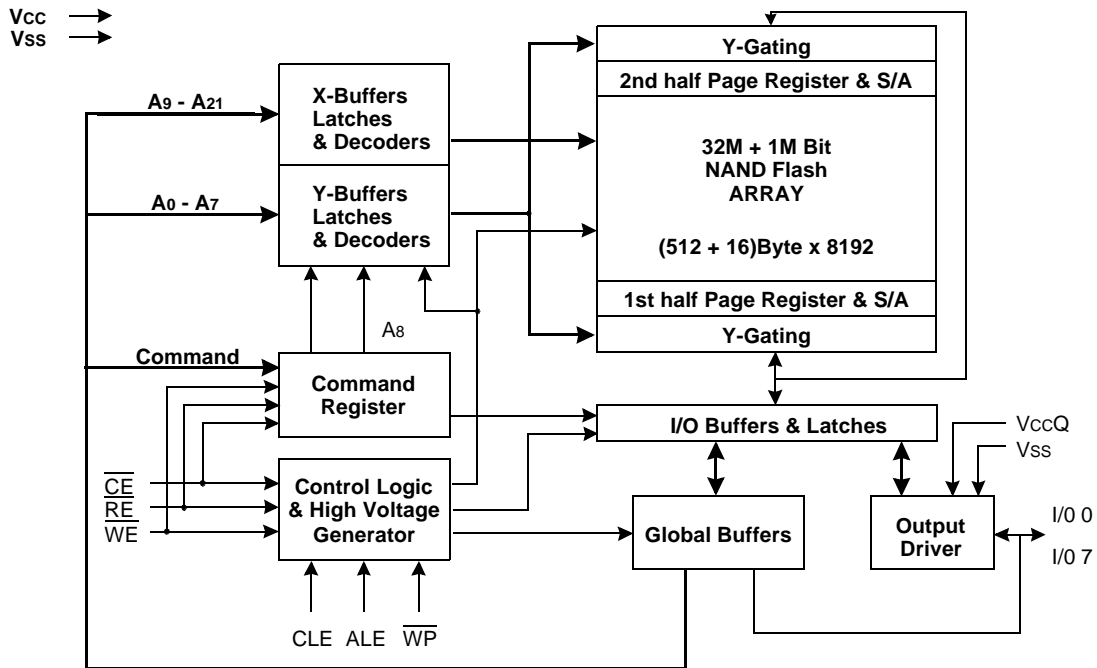 VCC
VSS
A9 - A21
X-Buffers
Latches
& Decoders
A0 - A7
Y-Buffers
Latches
& Decoders
Y-Gating
2nd half Page Register & S/A
32M + 1M Bit
NAND Flash
ARRAY
(512 + 16)Byte x 8192
1st half Page Register & S/A
Y-Gating
A8
Command
Command
Register
I/O Buffers & Latches
VCCQ
VSS
CE
RE
WE
Control Logic
& High Voltage
Generator
Global Buffers
Output
Driver
I/0 0
I/0 7
CLE
ALE
WP